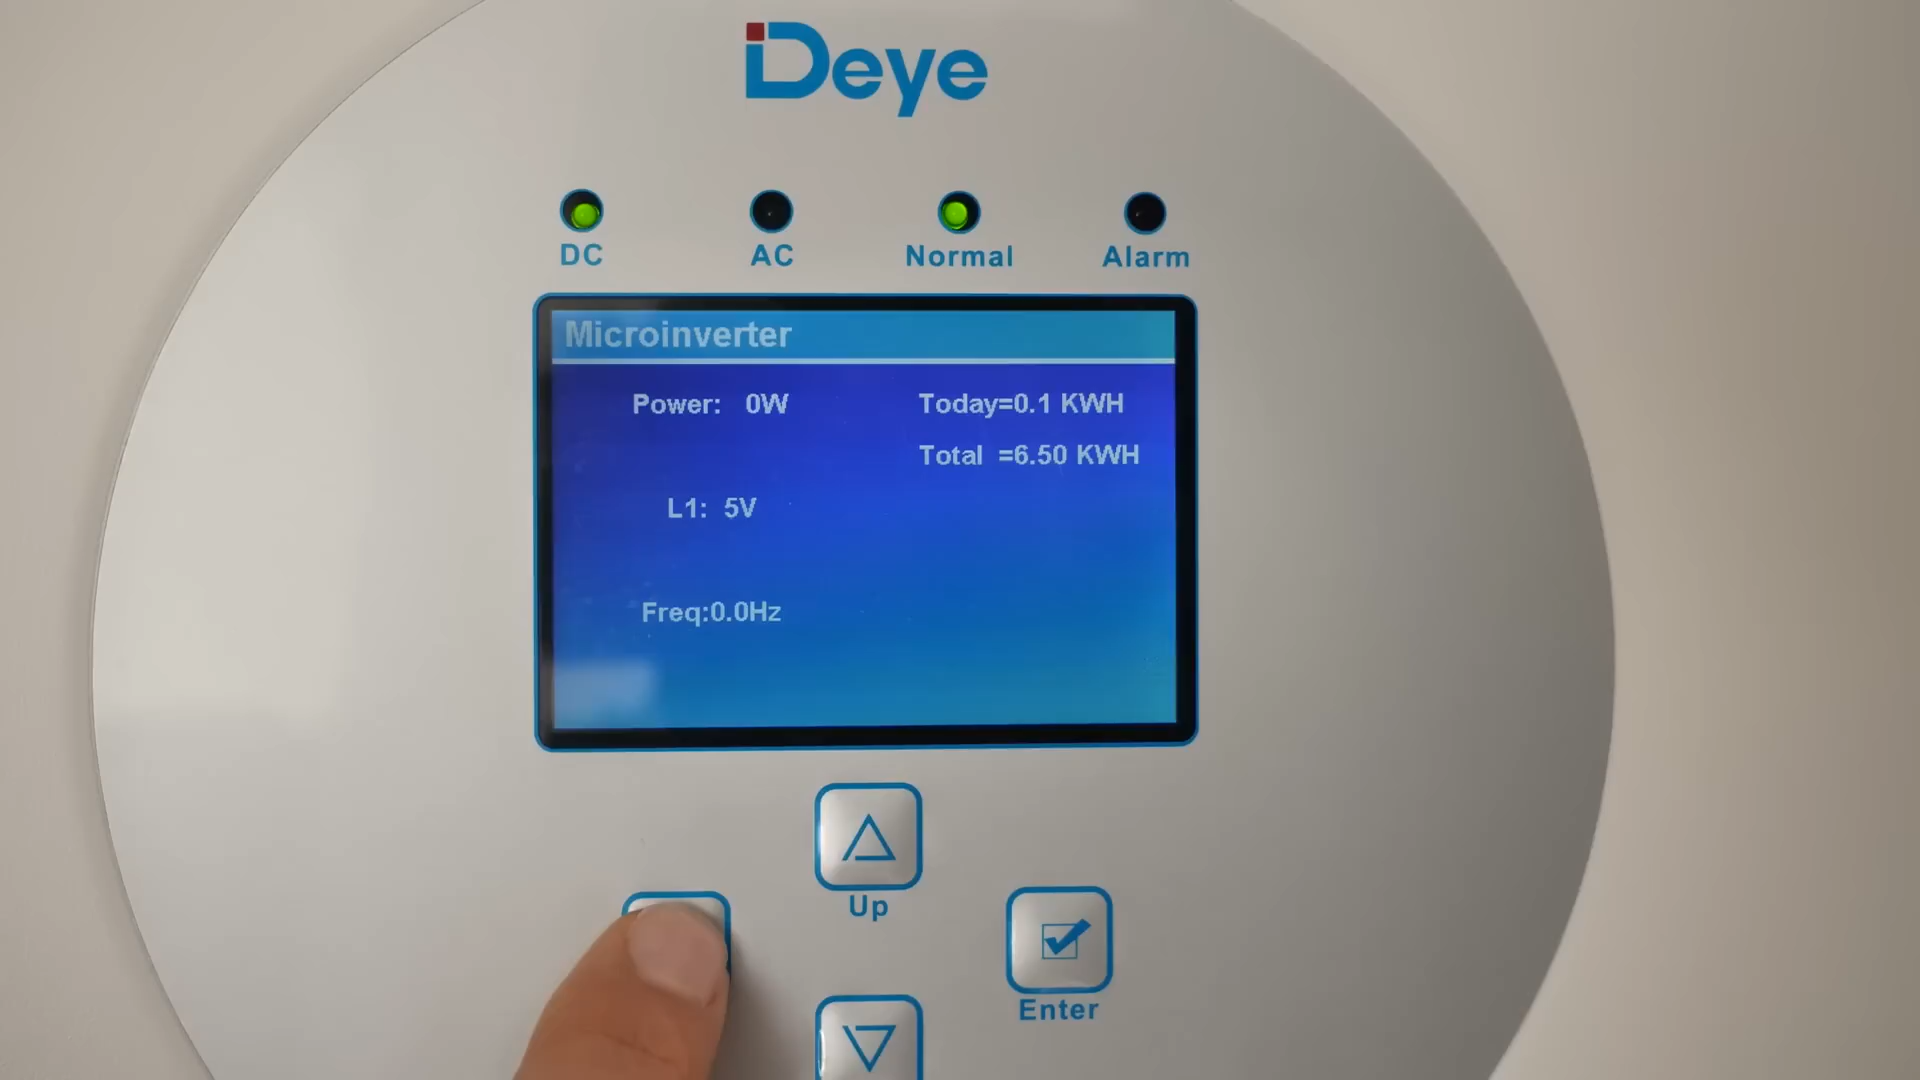 Deye
DC AC Normal Alarm
Microinverter
Power: 0W Today=0.1 KWH
Total =6.50 KWH
L1: 5V
Freq:0.0Hz
Up
Enter